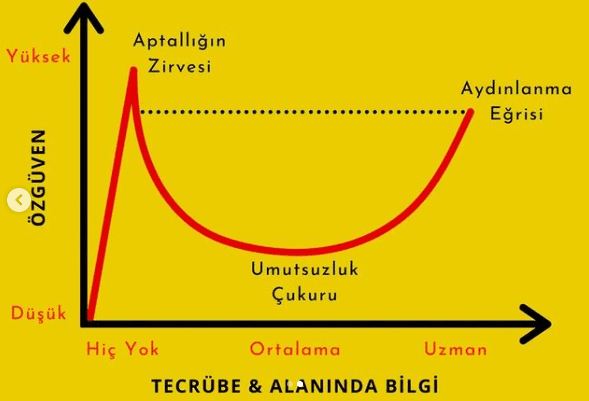 Aptallığın
Zirvesi
Yüksek
Aydınlanma
Eğrisi
ÖZGÜVEN
Umutsuzluk
Çukuru
Düşük
Hiç Yok
Ortalama
Uzman
TECRÜBE & ALANINDA BİLGİ